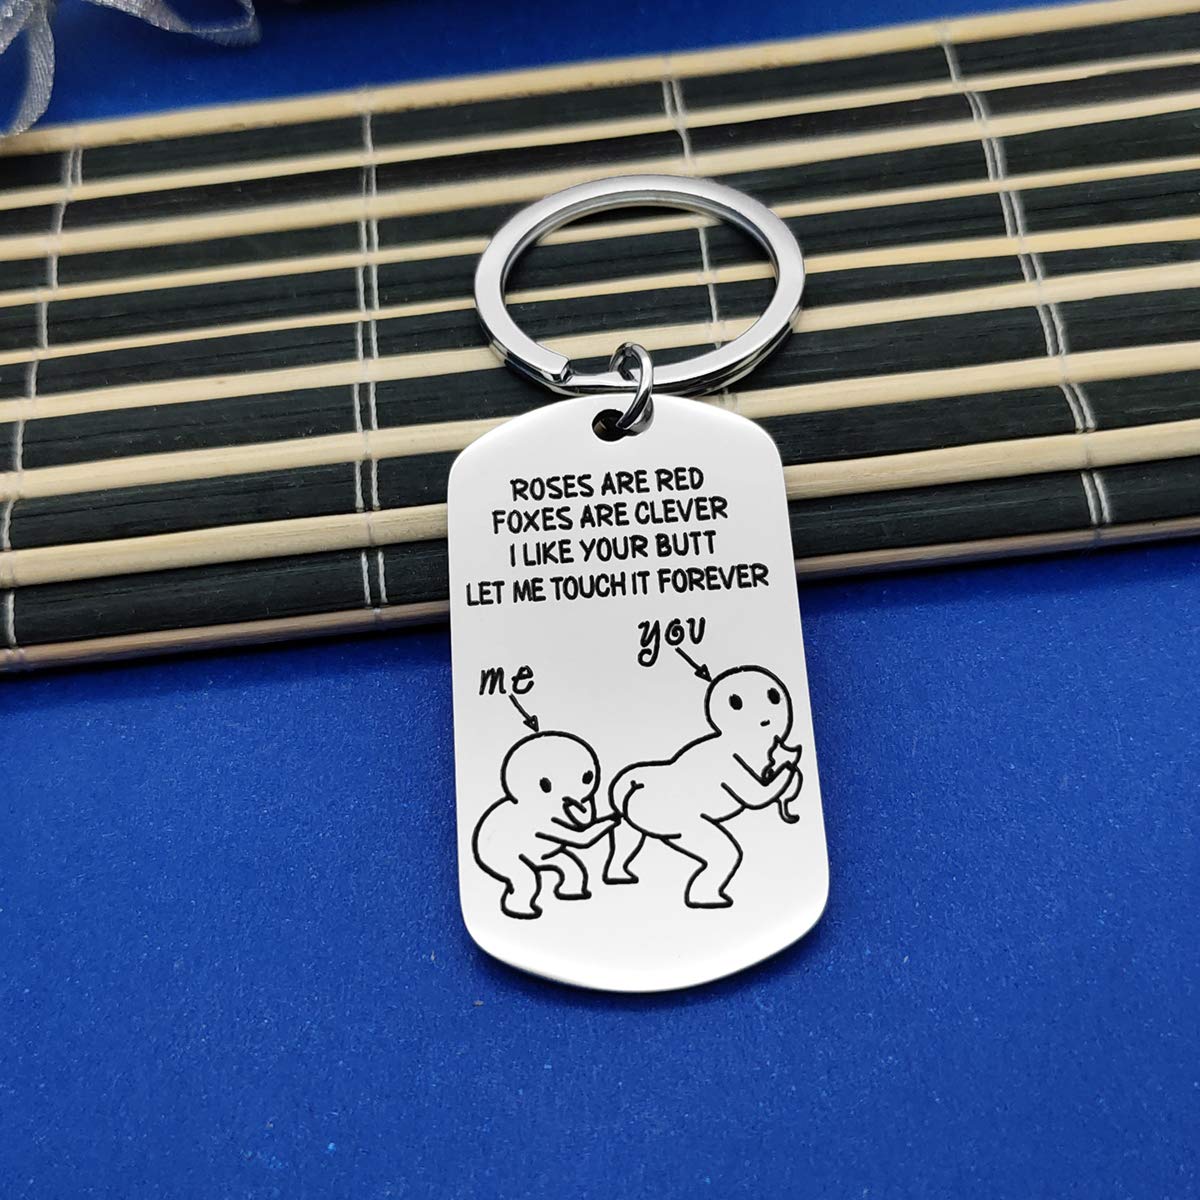 ROSES ARE RED
FOXES ARE CLEVER
I LIKE YOUR BUTT
LET ME TOUCH IT FOREVER
you
me